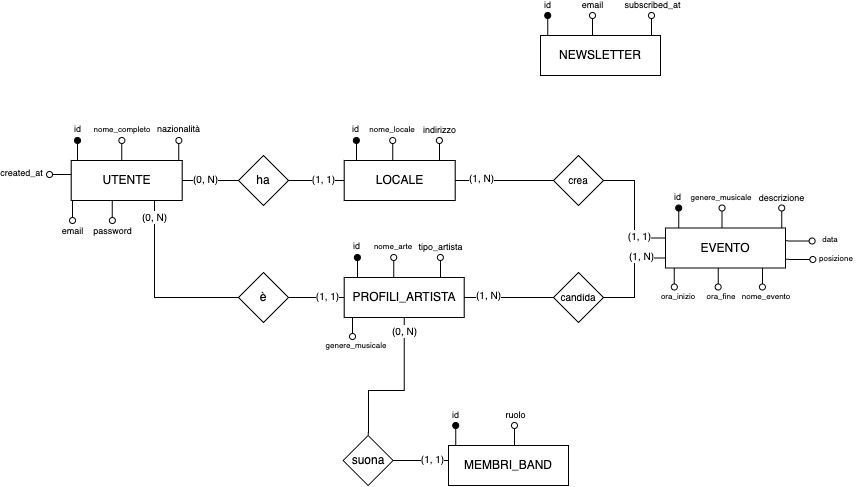 id email subscribed_at
NEWSLETTER
id nome_completo nazionalità
created_at
UTENTE
(0, N)
ha
(1, 1)
email password
(0, N)
id nome_locale indirizzo
LOCALE
(1, N)
crea
(1, 1)
id genere_musicale descrizione
EVENTO
data
posizione
(1, N)
ora_inizio ora_fine nome_evento
è
(1, 1)
id nome_arte tipo_artista
PROFILI_ARTISTA
(1, N)
candida
genere_musicale
(0, N)
suona
(1, 1)
id ruolo
MEMBRI_BAND